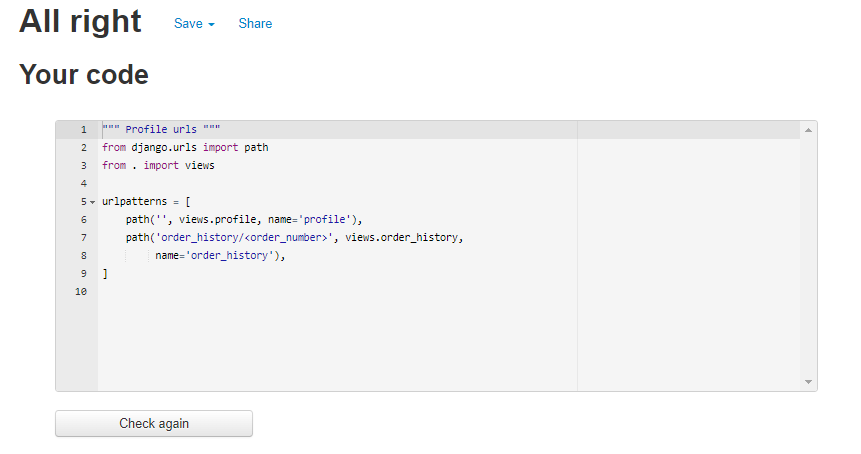 All right Save Share
Your code
1 """ Profile urls """
2 from django.urls import path
3 from . import views
4
5 urlpatterns = [
6     path('', views.profile, name='profile'),
7     path('order_history/<order_number>', views.order_history,
8          name='order_history'),
9 ]
10
Check again